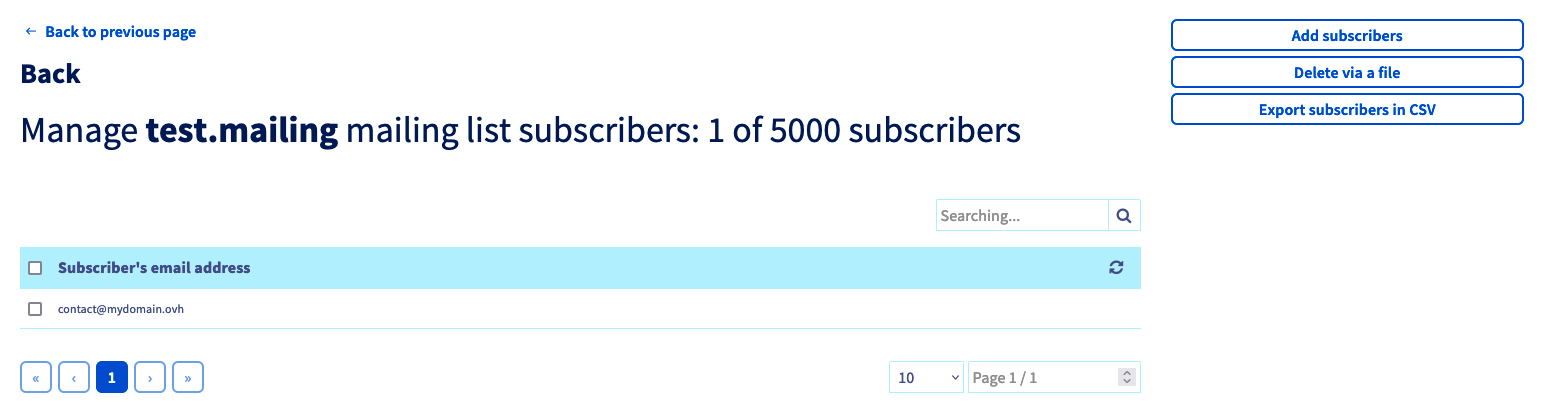 ← Back to previous page
Back
Manage test.mailing mailing list subscribers: 1 of 5000 subscribers
Add subscribers
Delete via a file
Export subscribers in CSV
Searching...
Subscriber's email address
contact@mydomain.ovh
« ‹ 1 › »
10
Page 1 / 1